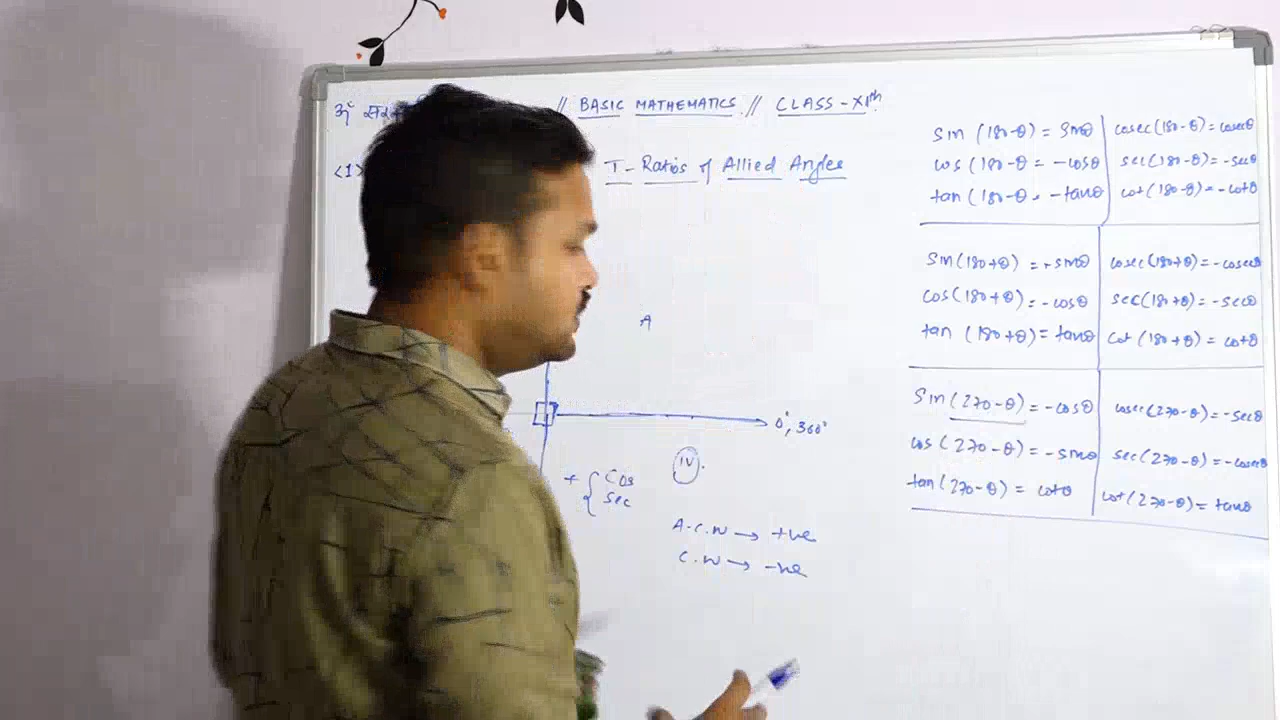 ॐ // BASIC MATHEMATICS // CLASS-XIth
<1> T-Ratios of Allied Angles
A
0°, 360°
IV.
+ { Cos
Sec
A.C.W → +ve
C.W → -ve
sin (180-θ) = sinθ
cos (180-θ = -cosθ
tan (180-θ = -tanθ
cosec(180-θ) = cosecθ
sec(180-θ) = -secθ
cot(180-θ) = -cotθ
sin(180+θ) = -sinθ
cos(180+θ) = -cosθ
tan (180+θ) = tanθ
cosec(180+θ) = -cosecθ
sec(180+θ) = -secθ
cot (180+θ) = cotθ
sin(270-θ) = -cosθ
cos(270-θ) = -sinθ
tan(270-θ) = cotθ
cosec(270-θ) = -secθ
sec(270-θ) = -cosecθ
cot(270-θ) = tanθ